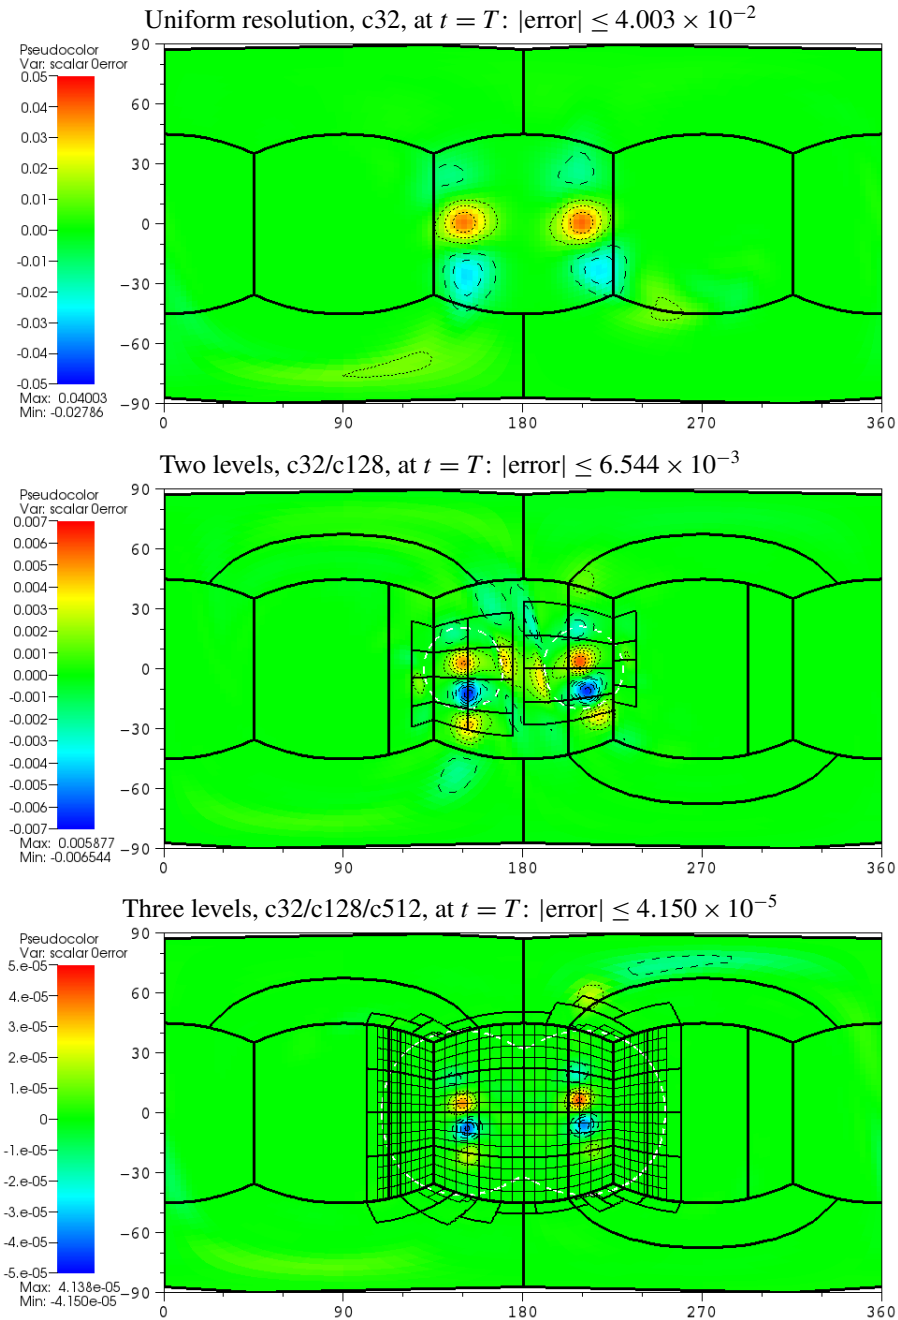 Uniform resolution, c32, at t = T: |error| ≤ 4.003 × 10−2
Pseudocolor
Var: scalar 0error
0.05
0.04
0.03
0.02
0.01
0.00
-0.01
-0.02
-0.03
-0.04
-0.05
Max: 0.04003
Min: -0.02786
90
60
30
0
−30
−60
−90
0 90 180 270 360
Two levels, c32/c128, at t = T: |error| ≤ 6.544 × 10−3
Pseudocolor
Var: scalar 0error
0.007
0.006
0.004
0.003
0.001
0.000
-0.001
-0.003
-0.004
-0.006
-0.007
Max: 0.005877
Min: -0.006544
90
60
30
0
−30
−60
−90
0 90 180 270 360
Three levels, c32/c128/c512, at t = T: |error| ≤ 4.150 × 10−5
Pseudocolor
Var: scalar 0error
5.e-05
4.e-05
3.e-05
2.e-05
1.e-05
0
-1.e-05
-2.e-05
-3.e-05
-4.e-05
-5.e-05
Max: 4.138e-05
Min: -4.150e-05
90
60
30
0
−30
−60
−90
0 90 180 270 360